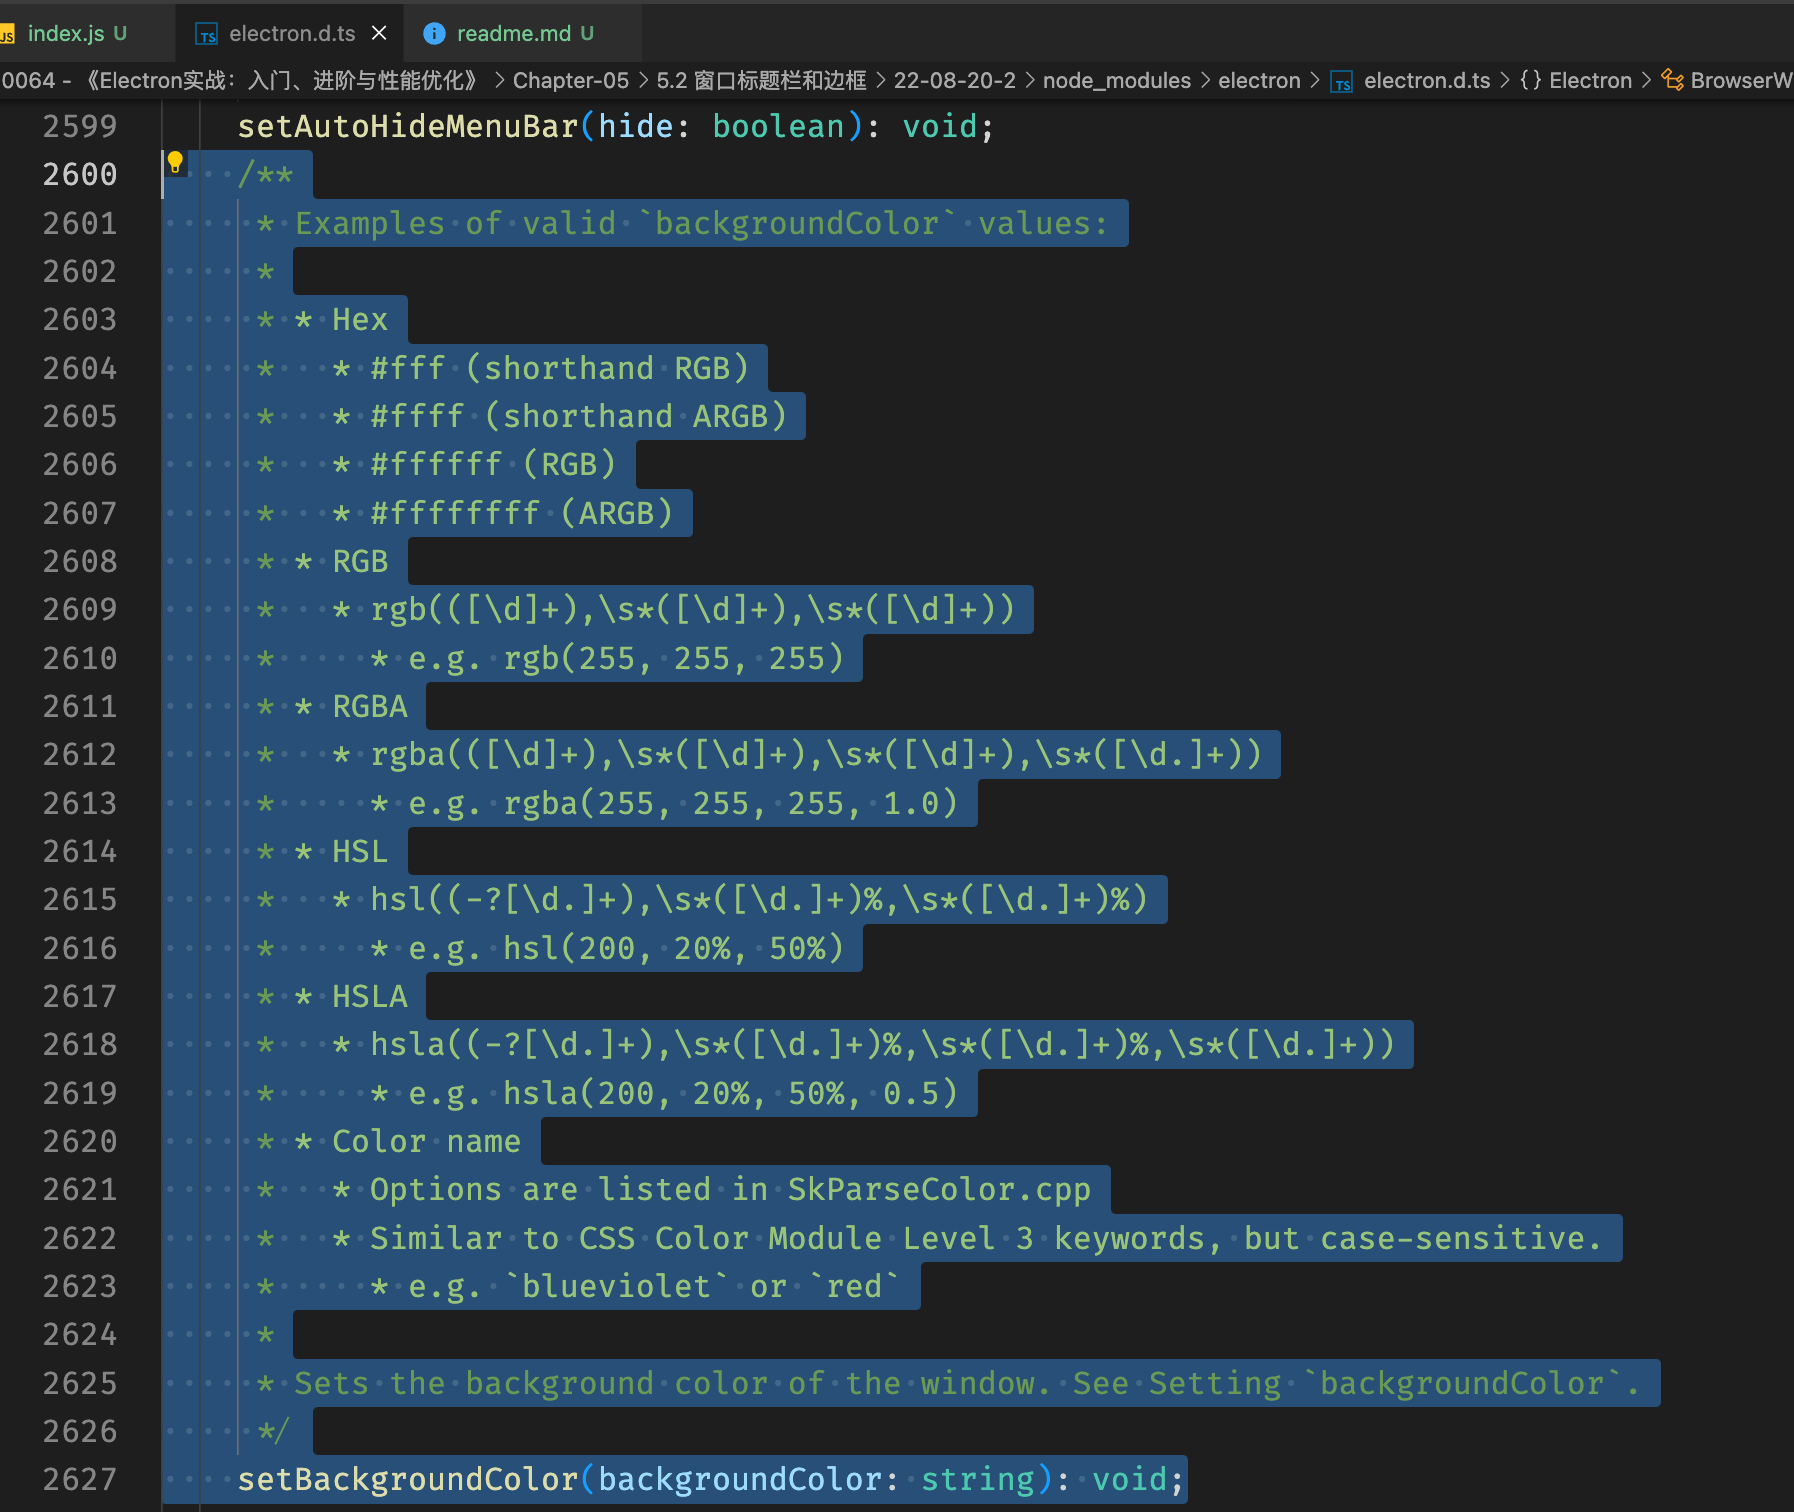 JS index.js U TS electron.d.ts × i readme.md U
0064 - 《Electron实战：入门、进阶与性能优化》 > Chapter-05 > 5.2 窗口标题栏和边框 > 22-08-20-2 > node_modules > electron > TS electron.d.ts > {} Electron > BrowserW
2599 setAutoHideMenuBar(hide: boolean): void;
2600 /**
2601 * Examples of valid `backgroundColor` values:
2602 *
2603 * * Hex
2604 * * #fff (shorthand RGB)
2605 * * #ffff (shorthand ARGB)
2606 * * #ffffff (RGB)
2607 * * #ffffffff (ARGB)
2608 * * RGB
2609 * * rgb(([\d]+),\s*([\d]+),\s*([\d]+))
2610 * * e.g. rgb(255, 255, 255)
2611 * * RGBA
2612 * * rgba(([\d]+),\s*([\d]+),\s*([\d]+),\s*([\d.]+))
2613 * * e.g. rgba(255, 255, 255, 1.0)
2614 * * HSL
2615 * * hsl((-?[\d.]+),\s*([\d.]+)%,\s*([\d.]+)%)
2616 * * e.g. hsl(200, 20%, 50%)
2617 * * HSLA
2618 * * hsla((-?[\d.]+),\s*([\d.]+)%,\s*([\d.]+)%,\s*([\d.]+))
2619 * * e.g. hsla(200, 20%, 50%, 0.5)
2620 * * Color name
2621 * * Options are listed in SkParseColor.cpp
2622 * * Similar to CSS Color Module Level 3 keywords, but case-sensitive.
2623 * * e.g. `blueviolet` or `red`
2624 *
2625 * Sets the background color of the window. See Setting `backgroundColor`.
2626 */
2627 setBackgroundColor(backgroundColor: string): void;